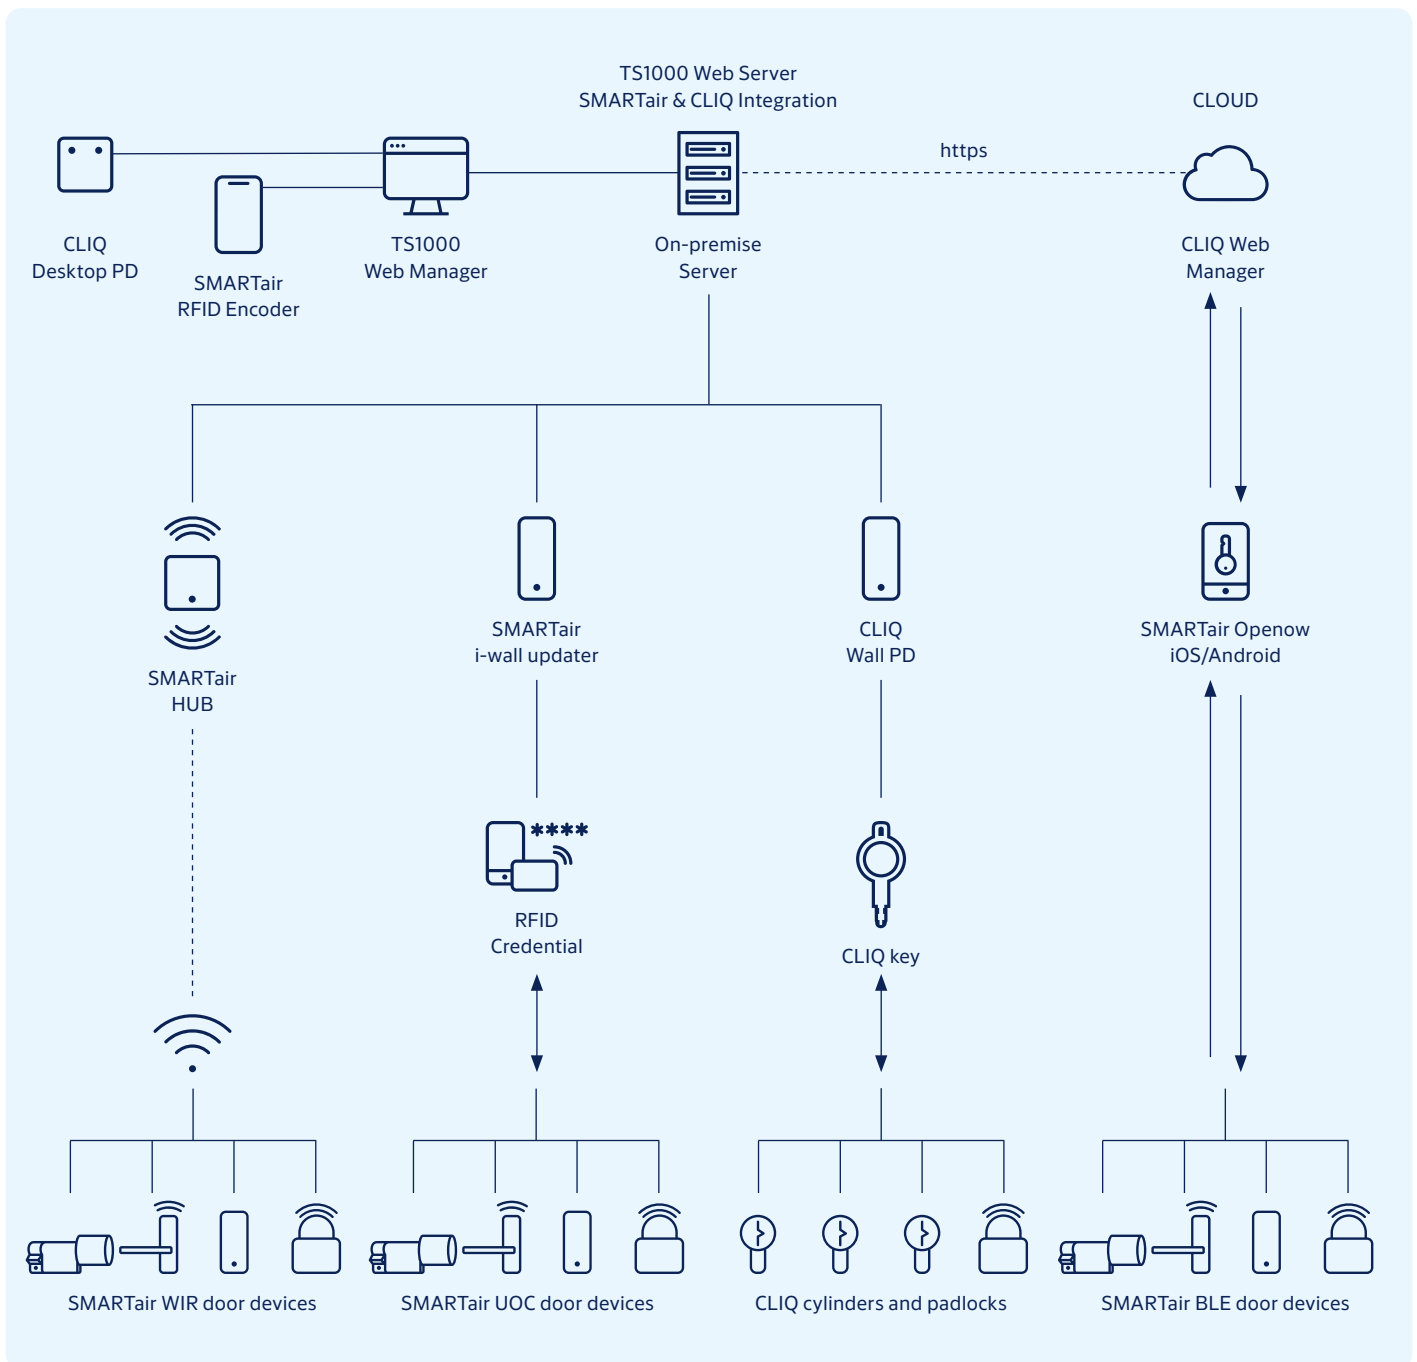 TS1000 Web Server
SMARTair & CLIQ Integration
CLOUD
https
CLIQ
Desktop PD
SMARTair
RFID Encoder
TS1000
Web Manager
On-premise
Server
CLIQ Web
Manager
SMARTair
HUB
SMARTair
i-wall updater
CLIQ
Wall PD
SMARTair Openow
iOS/Android
****
RFID
Credential
CLIQ key
SMARTair WIR door devices
SMARTair UOC door devices
CLIQ cylinders and padlocks
SMARTair BLE door devices